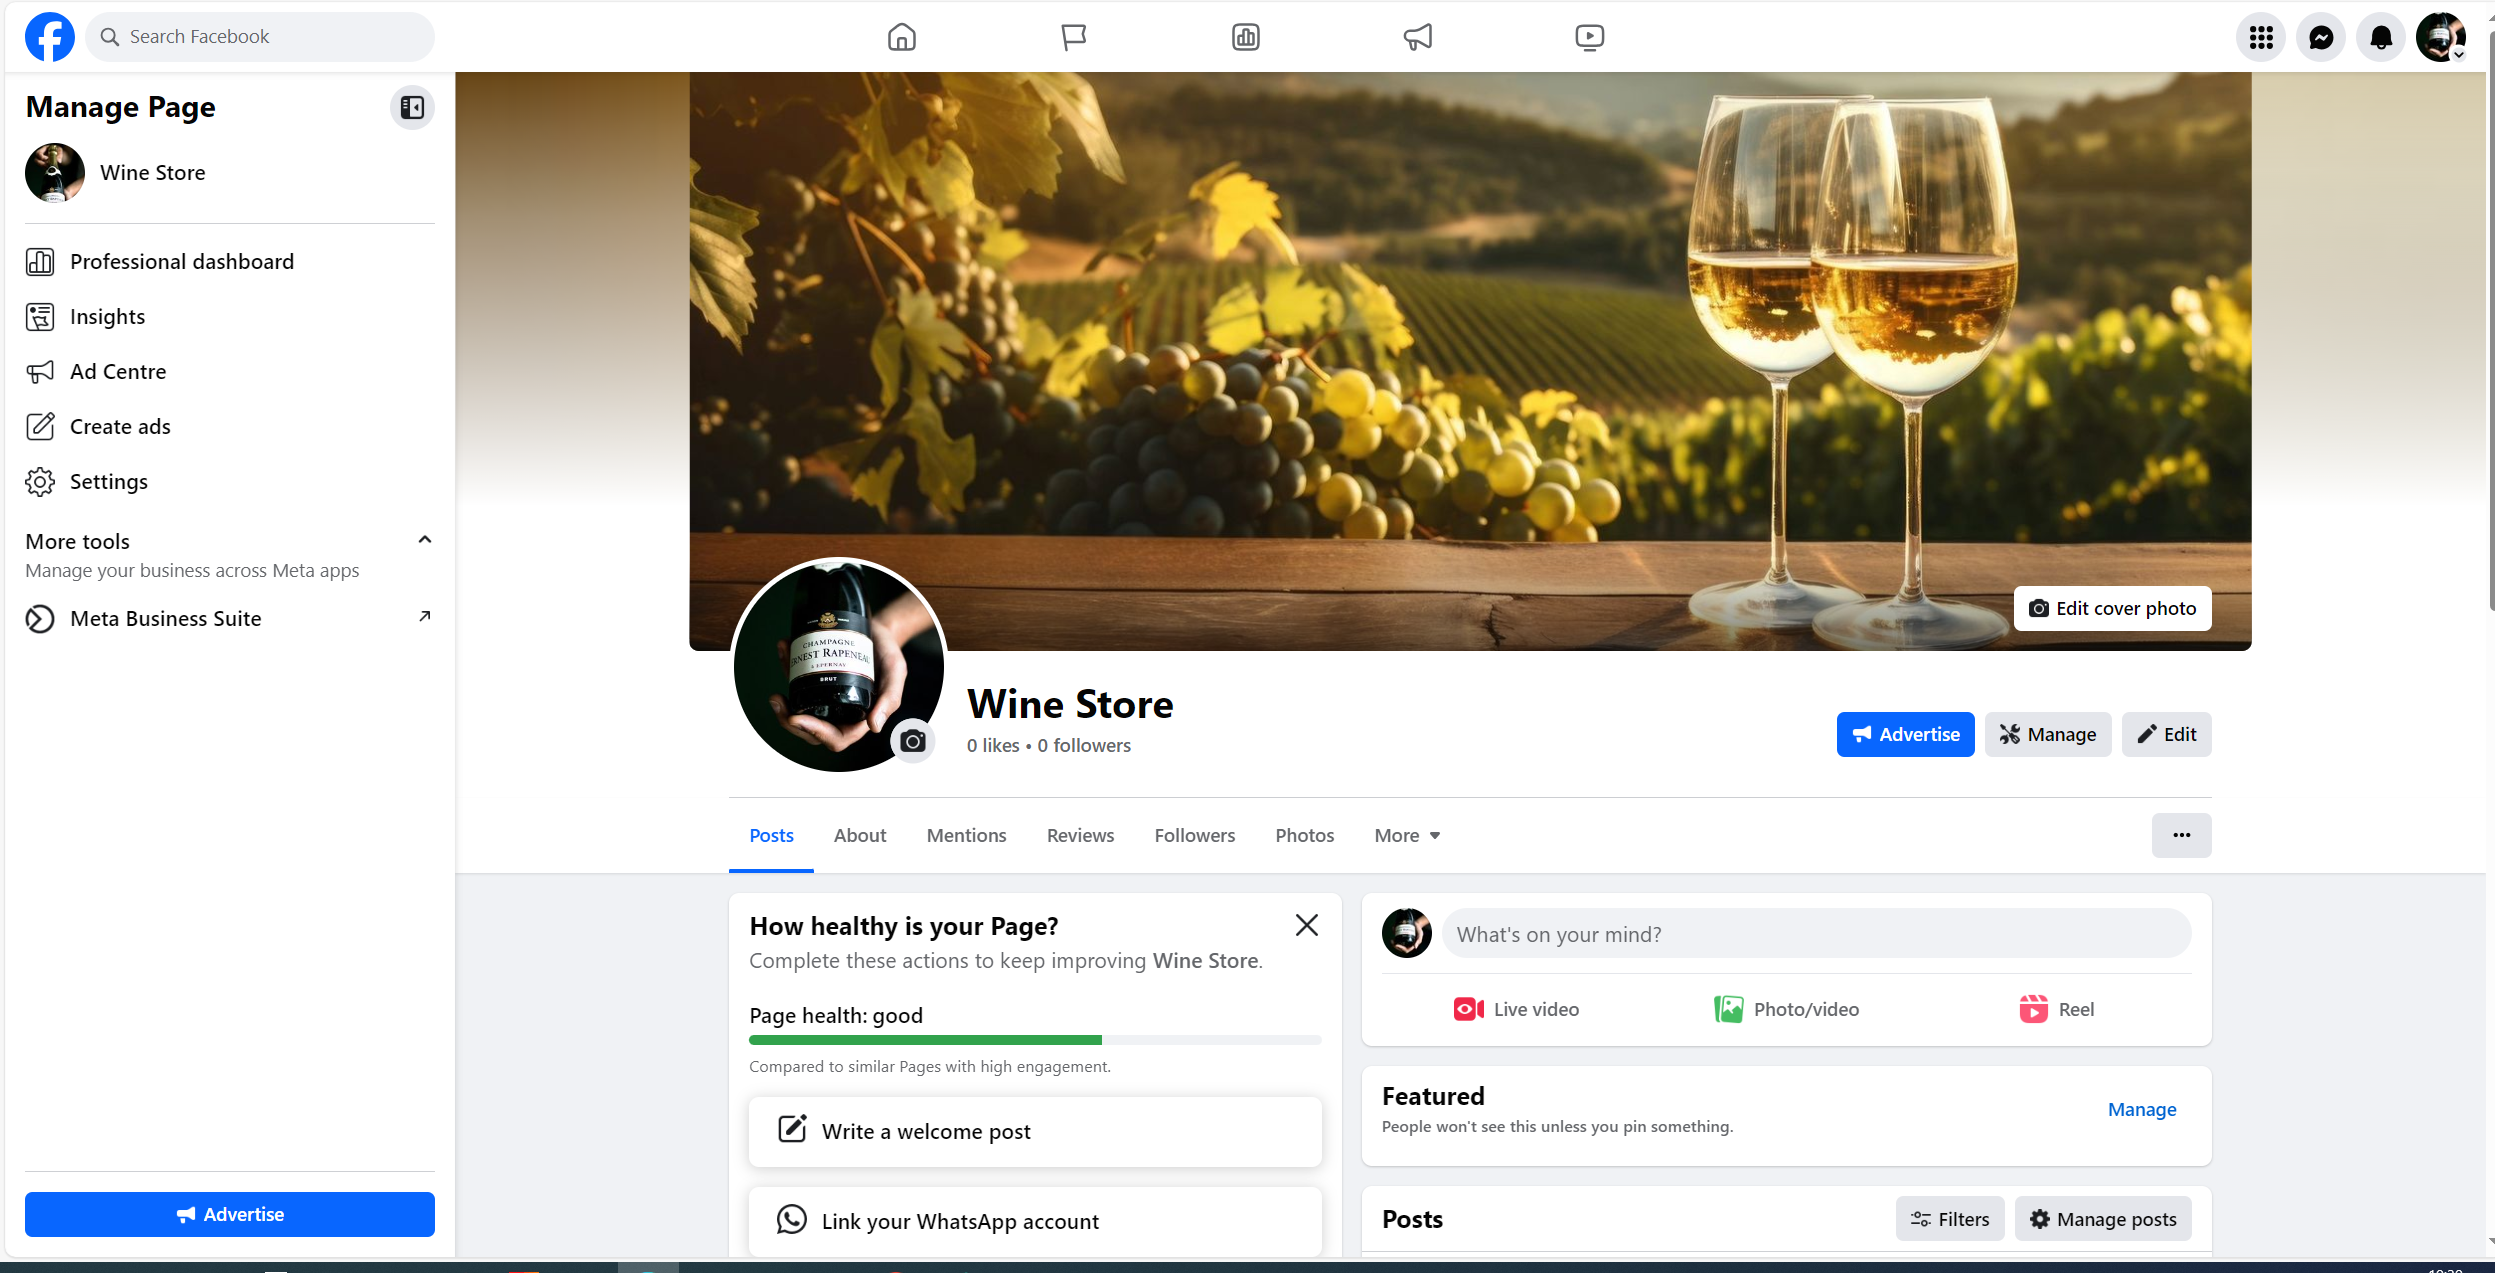 Search Facebook
Manage Page
Wine Store
Professional dashboard
Insights
Ad Centre
Create ads
Settings
More tools
Manage your business across Meta apps
Meta Business Suite
Advertise
Edit cover photo
CHAMPAGNE
ERNEST RAPENEAU
A EPERNAY
BRUT
Wine Store
0 likes • 0 followers
Advertise
Manage
Edit
Posts
About
Mentions
Reviews
Followers
Photos
More
How healthy is your Page?
Complete these actions to keep improving Wine Store.
Page health: good
Compared to similar Pages with high engagement.
Write a welcome post
Link your WhatsApp account
What's on your mind?
Live video
Photo/video
Reel
Featured
Manage
People won't see this unless you pin something.
Posts
Filters
Manage posts